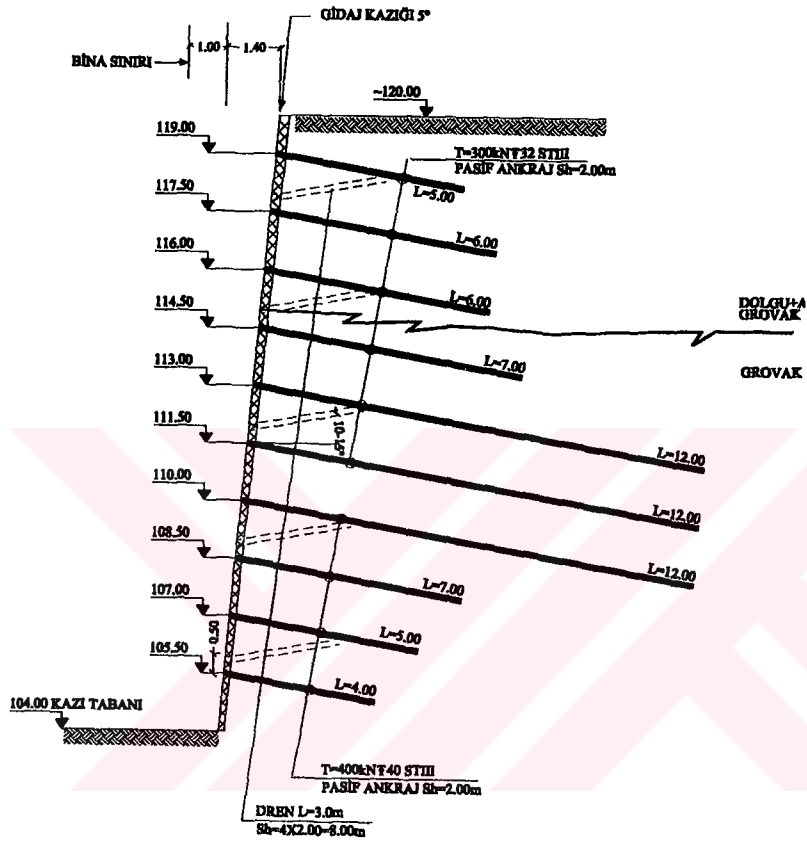 GİDAJ KAZIĞI 5°
1.00
1.40
BİNA SINIRI
~120.00
119.00
T=300kN Ŧ32 STIII
PASİF ANKRAJ Sh=2.00m
L=5.00
117.50
L=6.00
116.00
L=6.00
DOLGU+A
GROVAK
114.50
L=7.00
GROVAK
113.00
111.50
10-15°
L=12.00
L=12.00
110.00
L=12.00
108.50
L=7.00
107.00
0.50
L=5.00
105.50
L=4.00
104.00 KAZI TABANI
T=400kN Ŧ40 STIII
PASİF ANKRAJ Sh=2.00m
DREN L=3.0m
Sh=4X2.00=8.00m